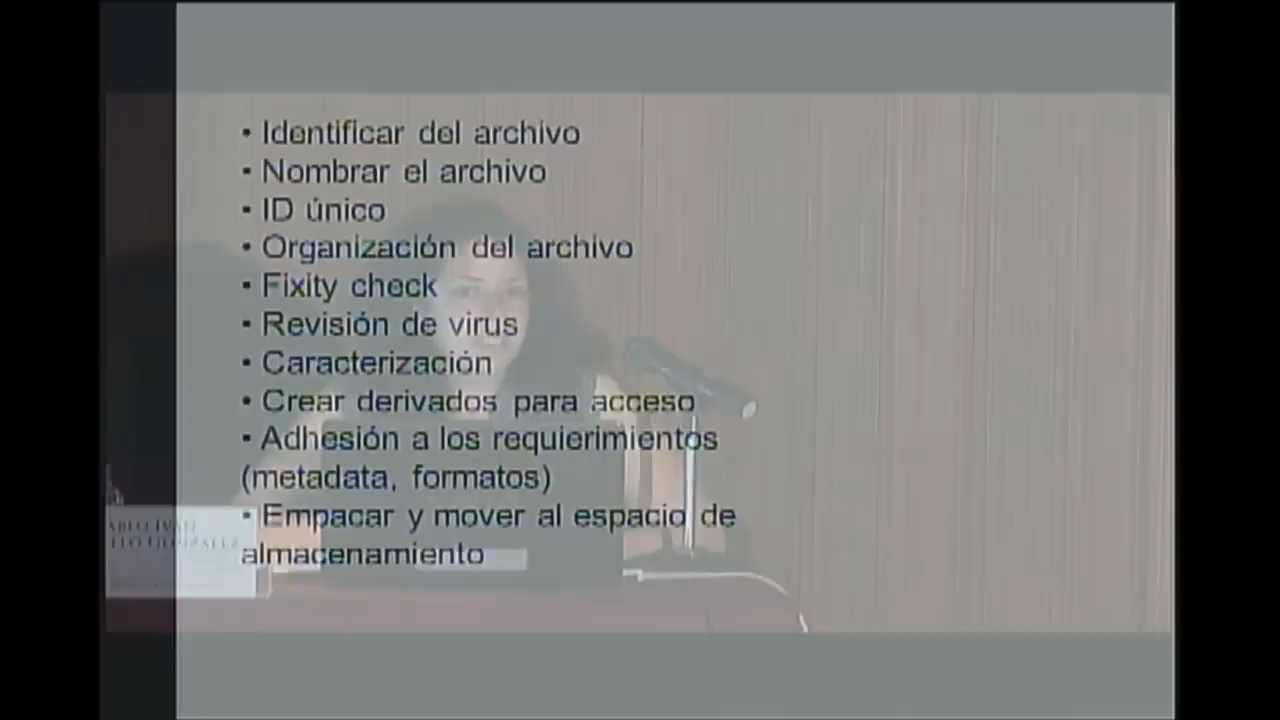 • Identificar del archivo
• Nombrar el archivo
• ID único
• Organización del archivo
• Fixity check
• Revisión de virus
• Caracterización
• Crear derivados para acceso
• Adhesión a los requierimientos
(metadata, formatos)
• Empacar y mover al espacio de
almacenamiento